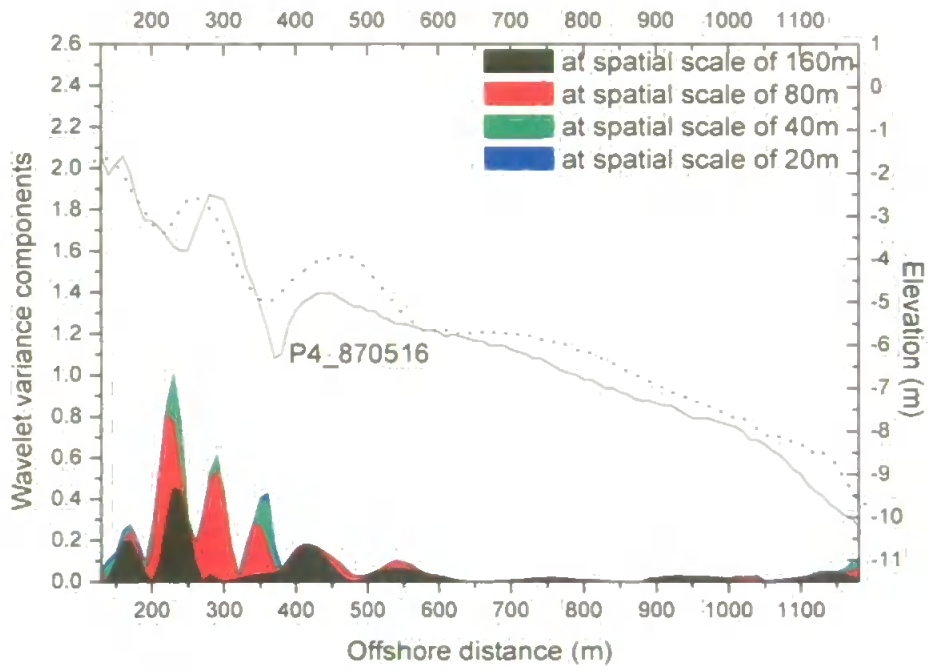 200 300 400 500 600 700 800 900 1000 1100
2.6
2.4
2.2
2.0
1.8
1.6
1.4
1.2
1.0
0.8
0.6
0.4
0.2
0.0
Wavelet variance components
at spatial scale of 160m
at spatial scale of 80m
at spatial scale of 40m
at spatial scale of 20m
P4_870516
1
0
-1
-2
-3
-4
-5
-6
-7
-8
-9
-10
-11
Elevation (m)
200 300 400 500 600 700 800 900 1000 1100
Offshore distance (m)